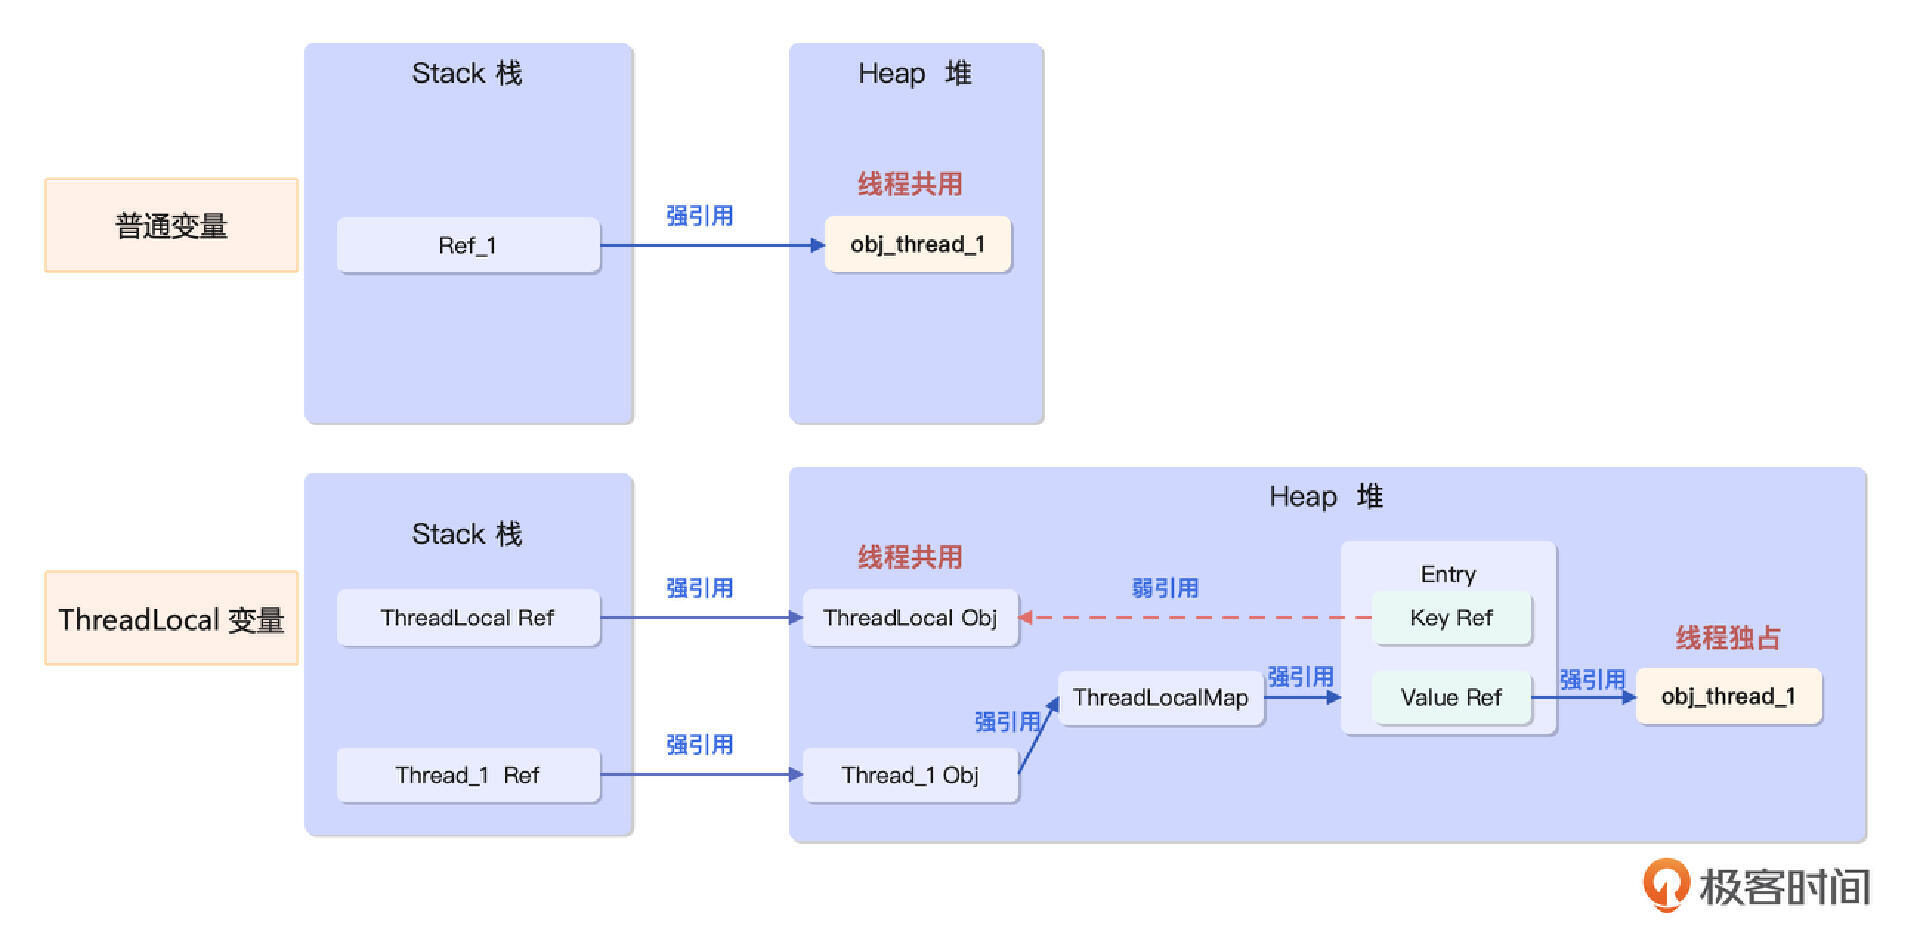 Stack 栈
Heap 堆
线程共用
普通变量
强引用
Ref_1
obj_thread_1
Heap 堆
Stack 栈
线程共用
Entry
强引用
弱引用
ThreadLocal 变量
ThreadLocal Ref
ThreadLocal Obj
Key Ref
线程独占
强引用
强引用
ThreadLocalMap
Value Ref
obj_thread_1
强引用
强引用
Thread_1 Ref
Thread_1 Obj
极客时间